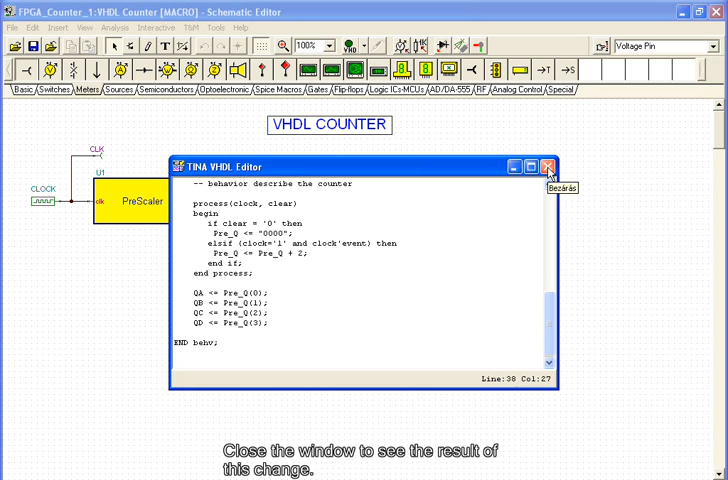 FPGA_Counter_1:VHDL Counter [MACRO] - Schematic Editor
File Edit Insert View Analysis Interactive T&M Tools Help
100% VHD Voltage Pin
Basic Switches Meters Sources Semiconductors Optoelectronic Spice Macros Gates Flip-flops Logic ICs-MCUs AD/DA-555 RF Analog Control Special
VHDL COUNTER
CLK
U1
CLOCK
clk
PreScaler
TINA VHDL Editor
Bezárás
-- behavior describe the counter
process(clock, clear)
begin
if clear = '0' then
Pre_Q <= "0000";
elsif (clock='1' and clock'event) then
Pre_Q <= Pre_Q + 2;
end if;
end process;
QA <= Pre_Q(0);
QB <= Pre_Q(1);
QC <= Pre_Q(2);
QD <= Pre_Q(3);
END behv;
Line:38 Col:27
Close the window to see the result of
this change.